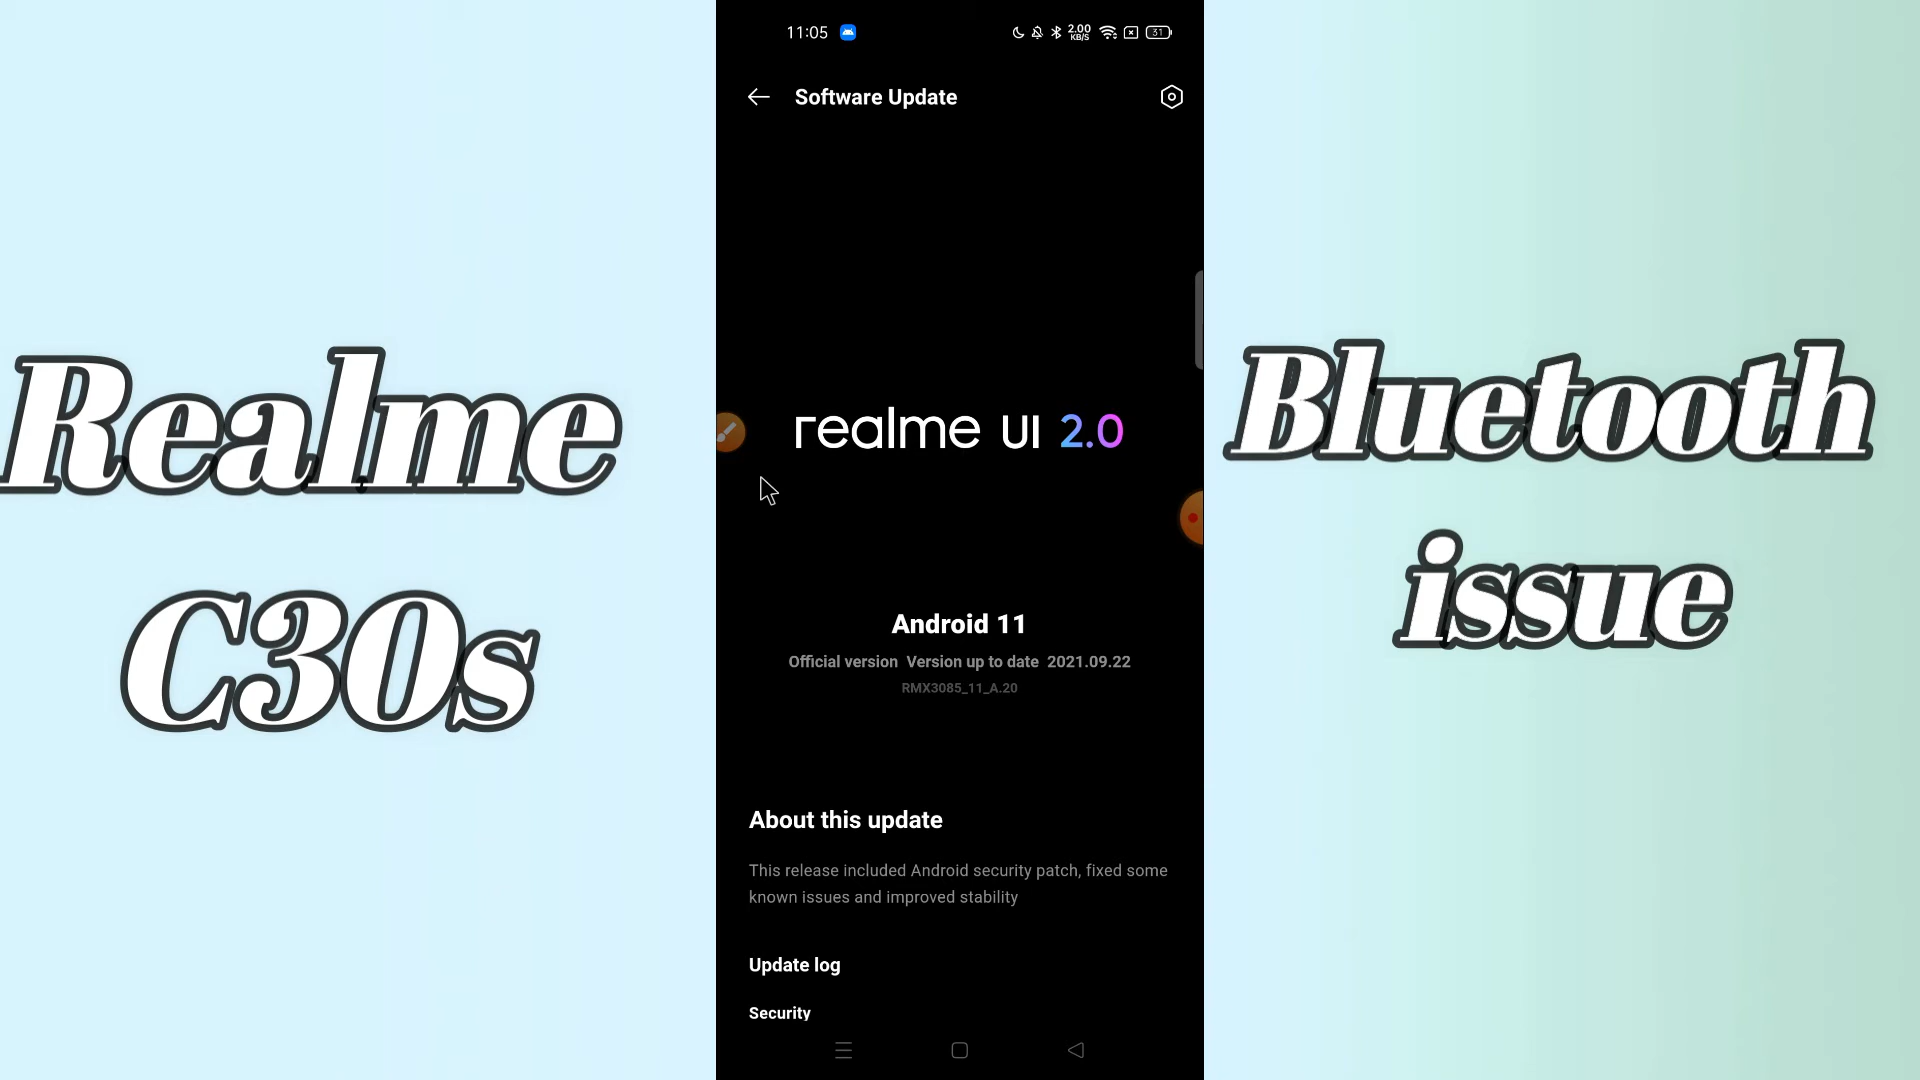 11:05
2.00
KB/S
31
Software Update
realme UI 2.0
Realme
C30s
Bluetooth
issue
Android 11
Official version Version up to date 2021.09.22
RMX3085_11_A.20
About this update
This release included Android security patch, fixed some
known issues and improved stability
Update log
Security